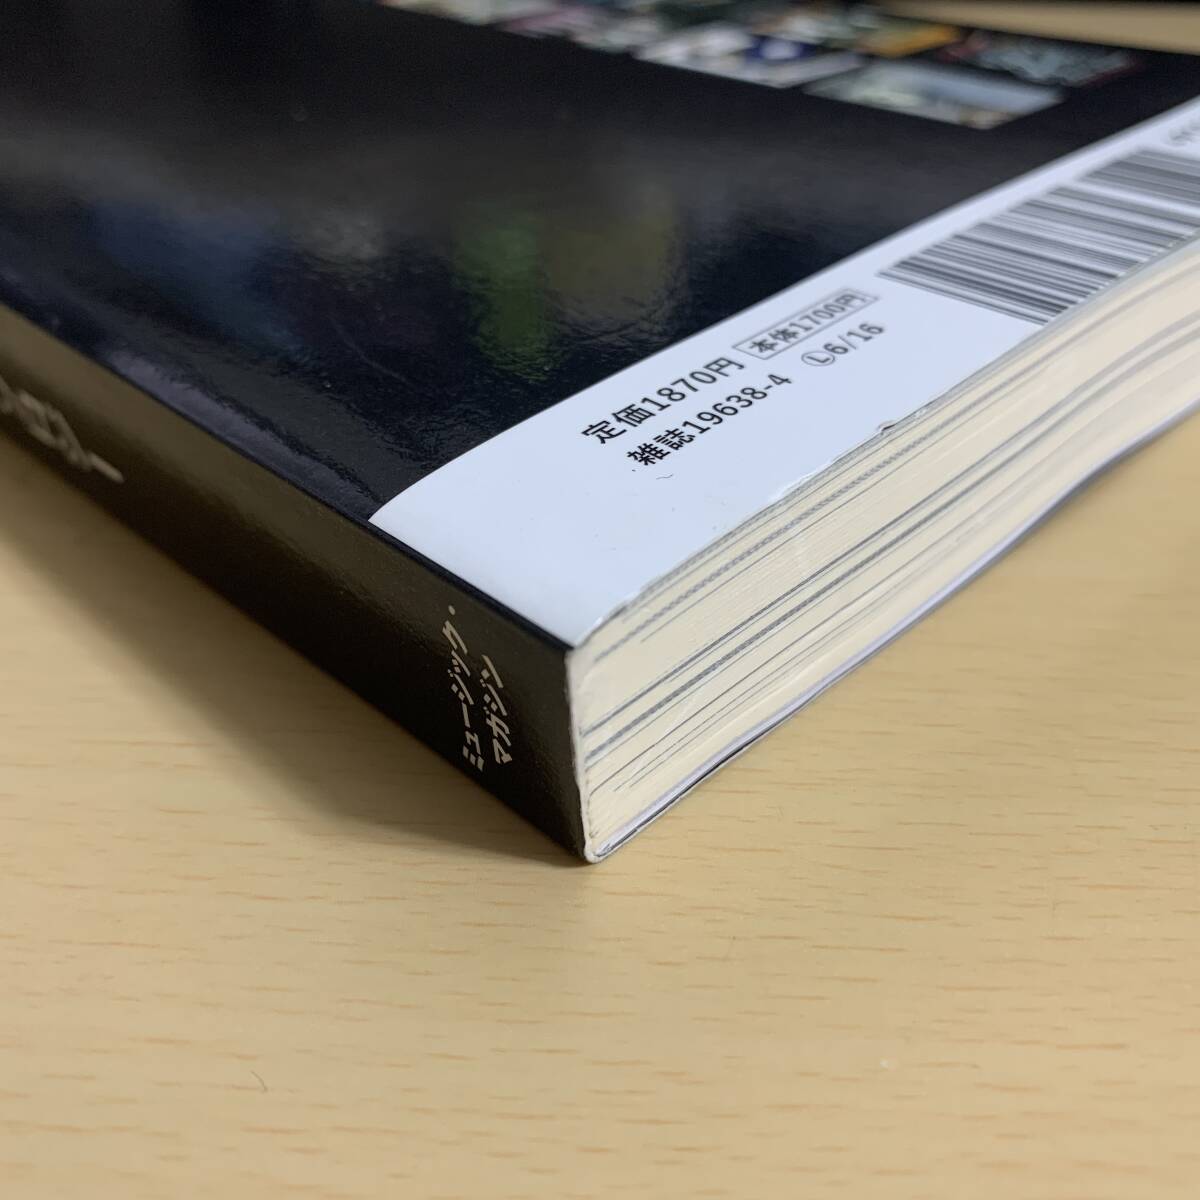 定価1870円 本体1700円
雑誌19638-4 Ⓛ6/16
ミュージック・
マガジン